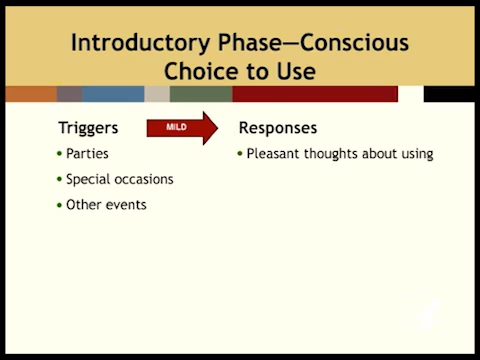 Introductory Phase—Conscious
Choice to Use
Triggers
MILD
Responses
• Parties
• Special occasions
• Other events
• Pleasant thoughts about using